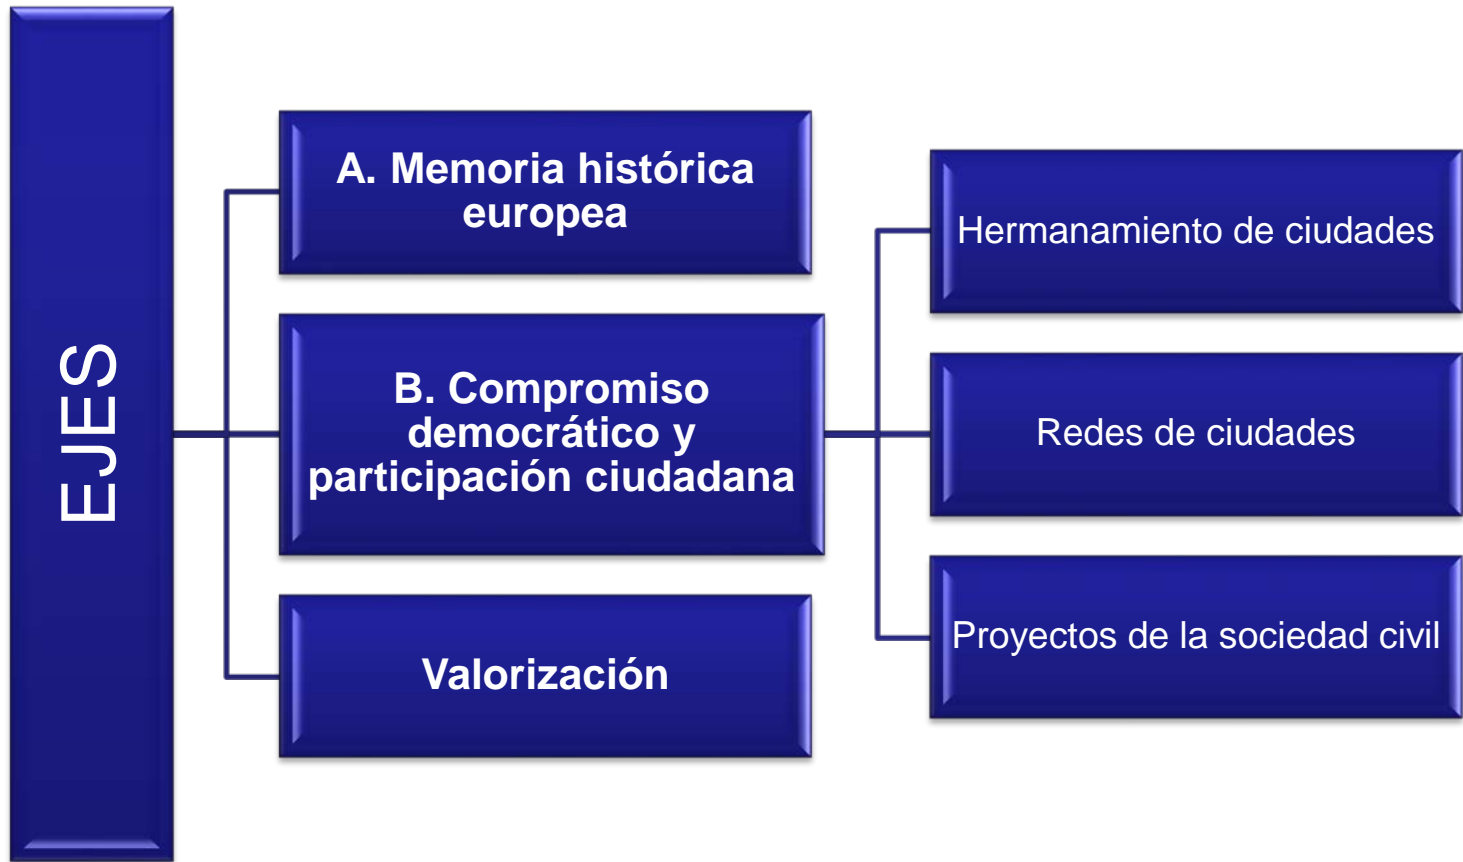 EJES
A. Memoria histórica
europea
B. Compromiso
democrático y
participación ciudadana
Valorización
Hermanamiento de ciudades
Redes de ciudades
Proyectos de la sociedad civil